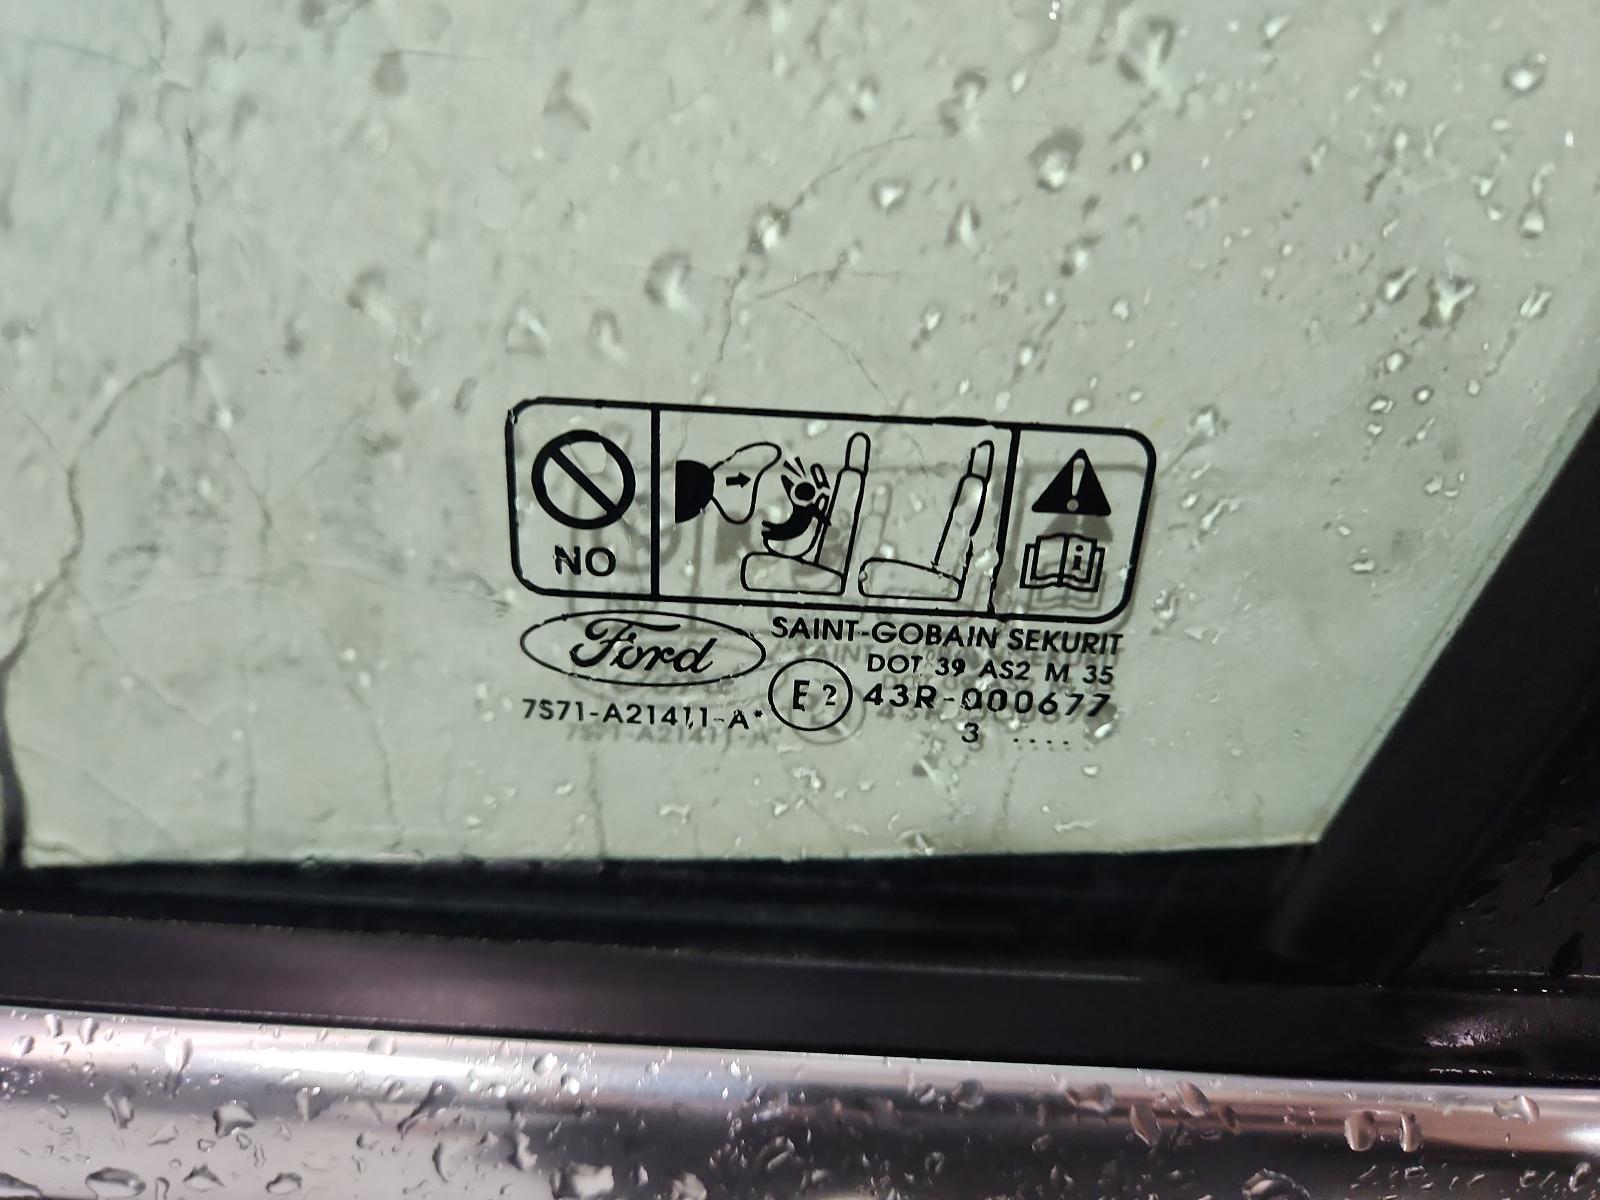 NO
Ford
SAINT-GOBAIN SEKURIT
DOT 39 AS2 M 35
E2 43R-000677
7S71-A21411-A*
3 ....